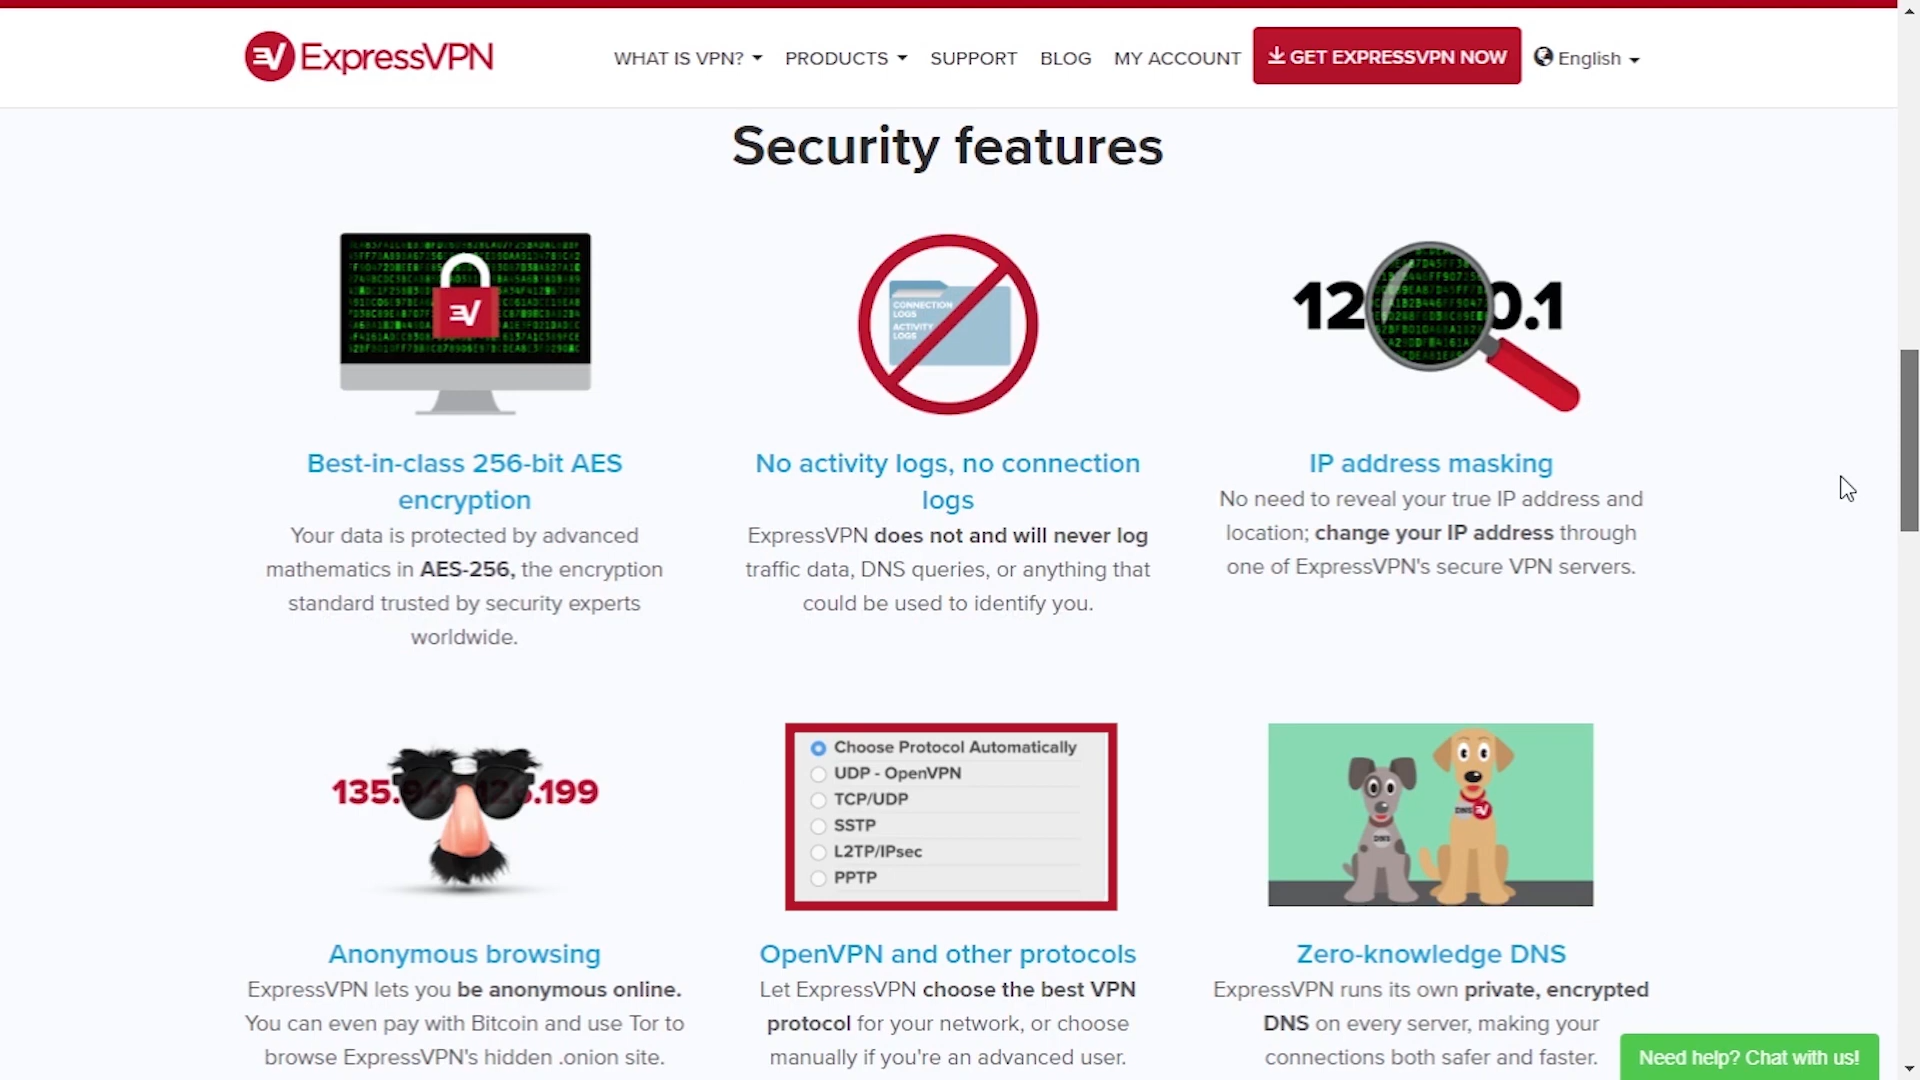 ExpressVPN
WHAT IS VPN? PRODUCTS SUPPORT BLOG MY ACCOUNT GET EXPRESSVPN NOW English
Security features
CONNECTION
LOGS
ACTIVITY
LOGS
12 0.1
Best-in-class 256-bit AES
encryption
Your data is protected by advanced
mathematics in AES-256, the encryption
standard trusted by security experts
worldwide.
No activity logs, no connection
logs
ExpressVPN does not and will never log
traffic data, DNS queries, or anything that
could be used to identify you.
IP address masking
No need to reveal your true IP address and
location; change your IP address through
one of ExpressVPN's secure VPN servers.
135. .199
Choose Protocol Automatically
UDP - OpenVPN
TCP/UDP
SSTP
L2TP/IPsec
PPTP
DNS
DNS
Anonymous browsing
ExpressVPN lets you be anonymous online.
You can even pay with Bitcoin and use Tor to
browse ExpressVPN's hidden .onion site.
OpenVPN and other protocols
Let ExpressVPN choose the best VPN
protocol for your network, or choose
manually if you're an advanced user.
Zero-knowledge DNS
ExpressVPN runs its own private, encrypted
DNS on every server, making your
connections both safer and faster.
Need help? Chat with us!